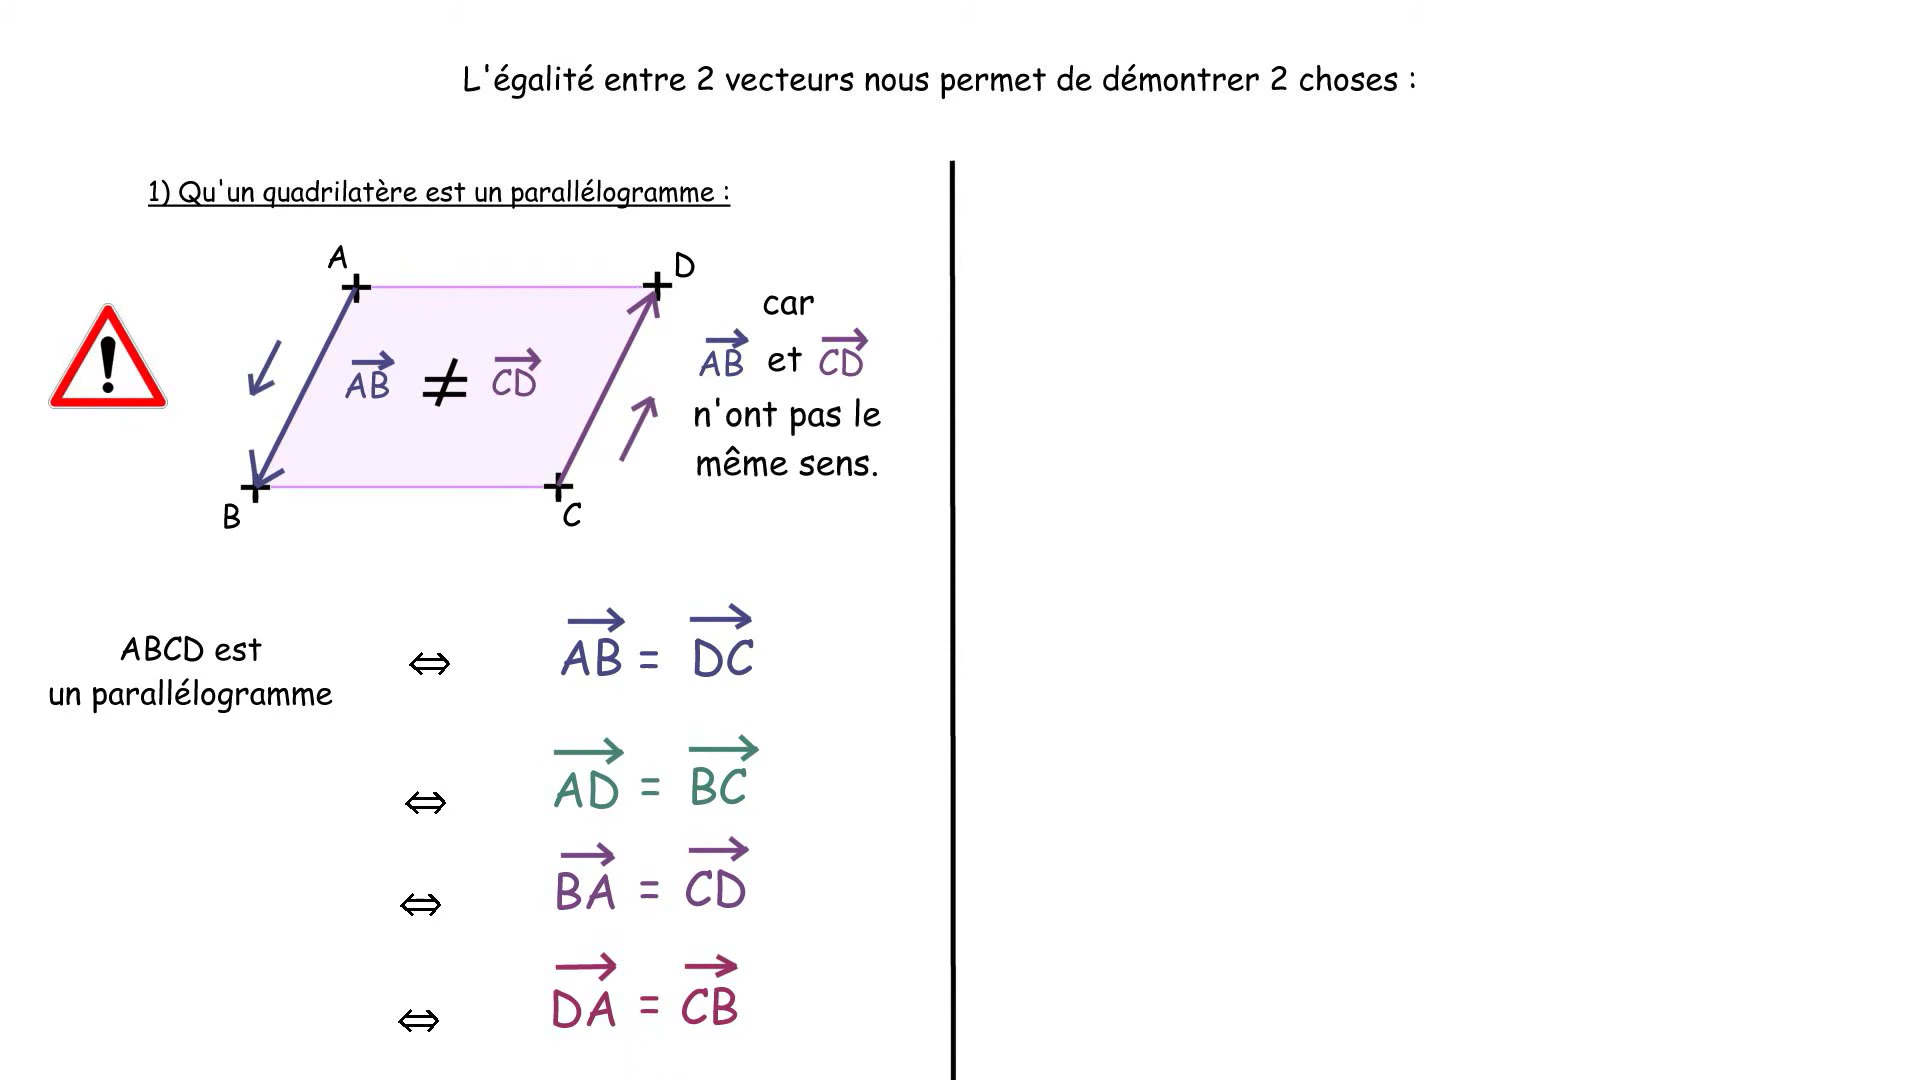 L'égalité entre 2 vecteurs nous permet de démontrer 2 choses :
1) Qu'un quadrilatère est un parallélogramme :
A
D
!
AB ≠ CD
car
AB et CD
n'ont pas le
même sens.
B
C
ABCD est
un parallélogramme
⇔ AB = DC
⇔ AD = BC
⇔ BA = CD
⇔ DA = CB